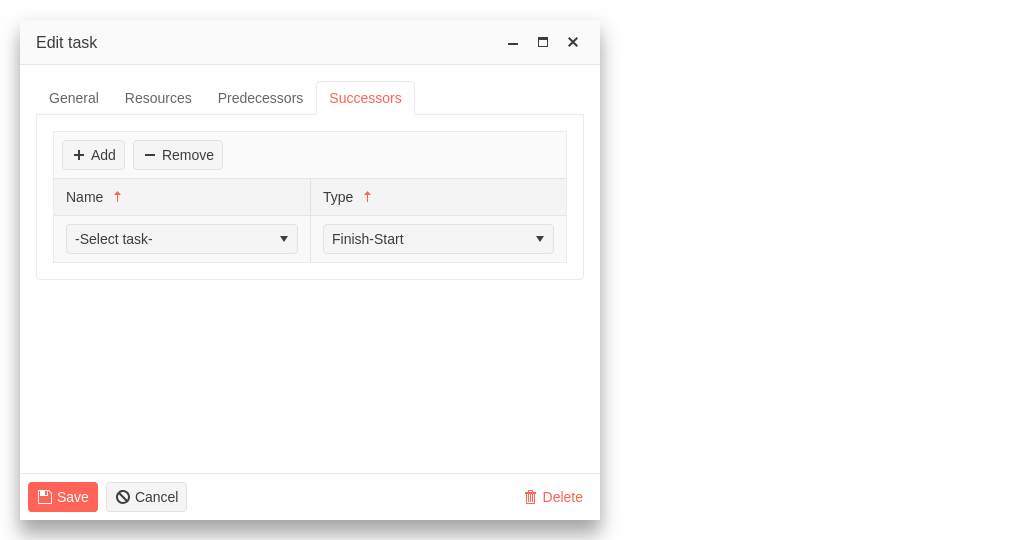 Edit task
General Resources Predecessors Successors
Add Remove
Name Type
-Select task- Finish-Start
Save Cancel Delete